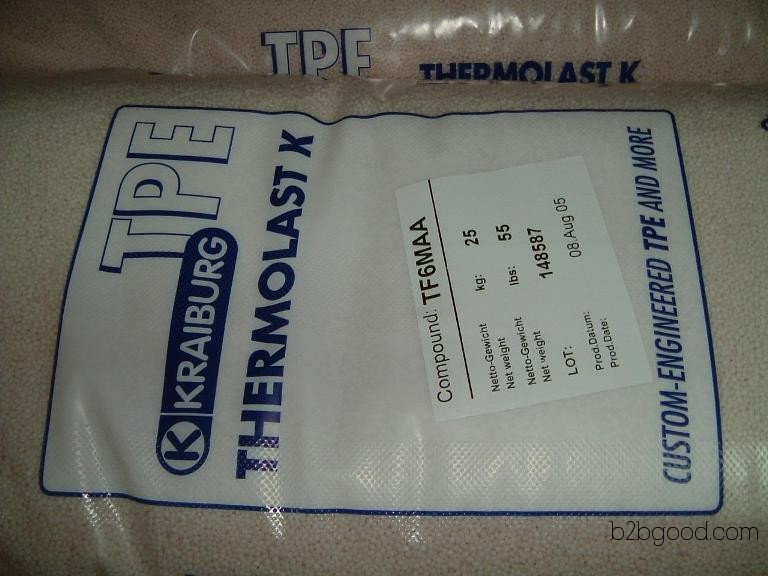 TPE
THERMOLAST K
TPE
KRAIBURG
THERMOLAST K
Compound: TF6MAA
Netto-Gewicht
Net weight kg: 25
Netto-Gewicht
Net weight lbs: 55
LOT: 148587
Prod.Datum:
Prod.Date: 08.Aug 05
CUSTOM-ENGINEERED TPE AND MORE
b2bgood.com